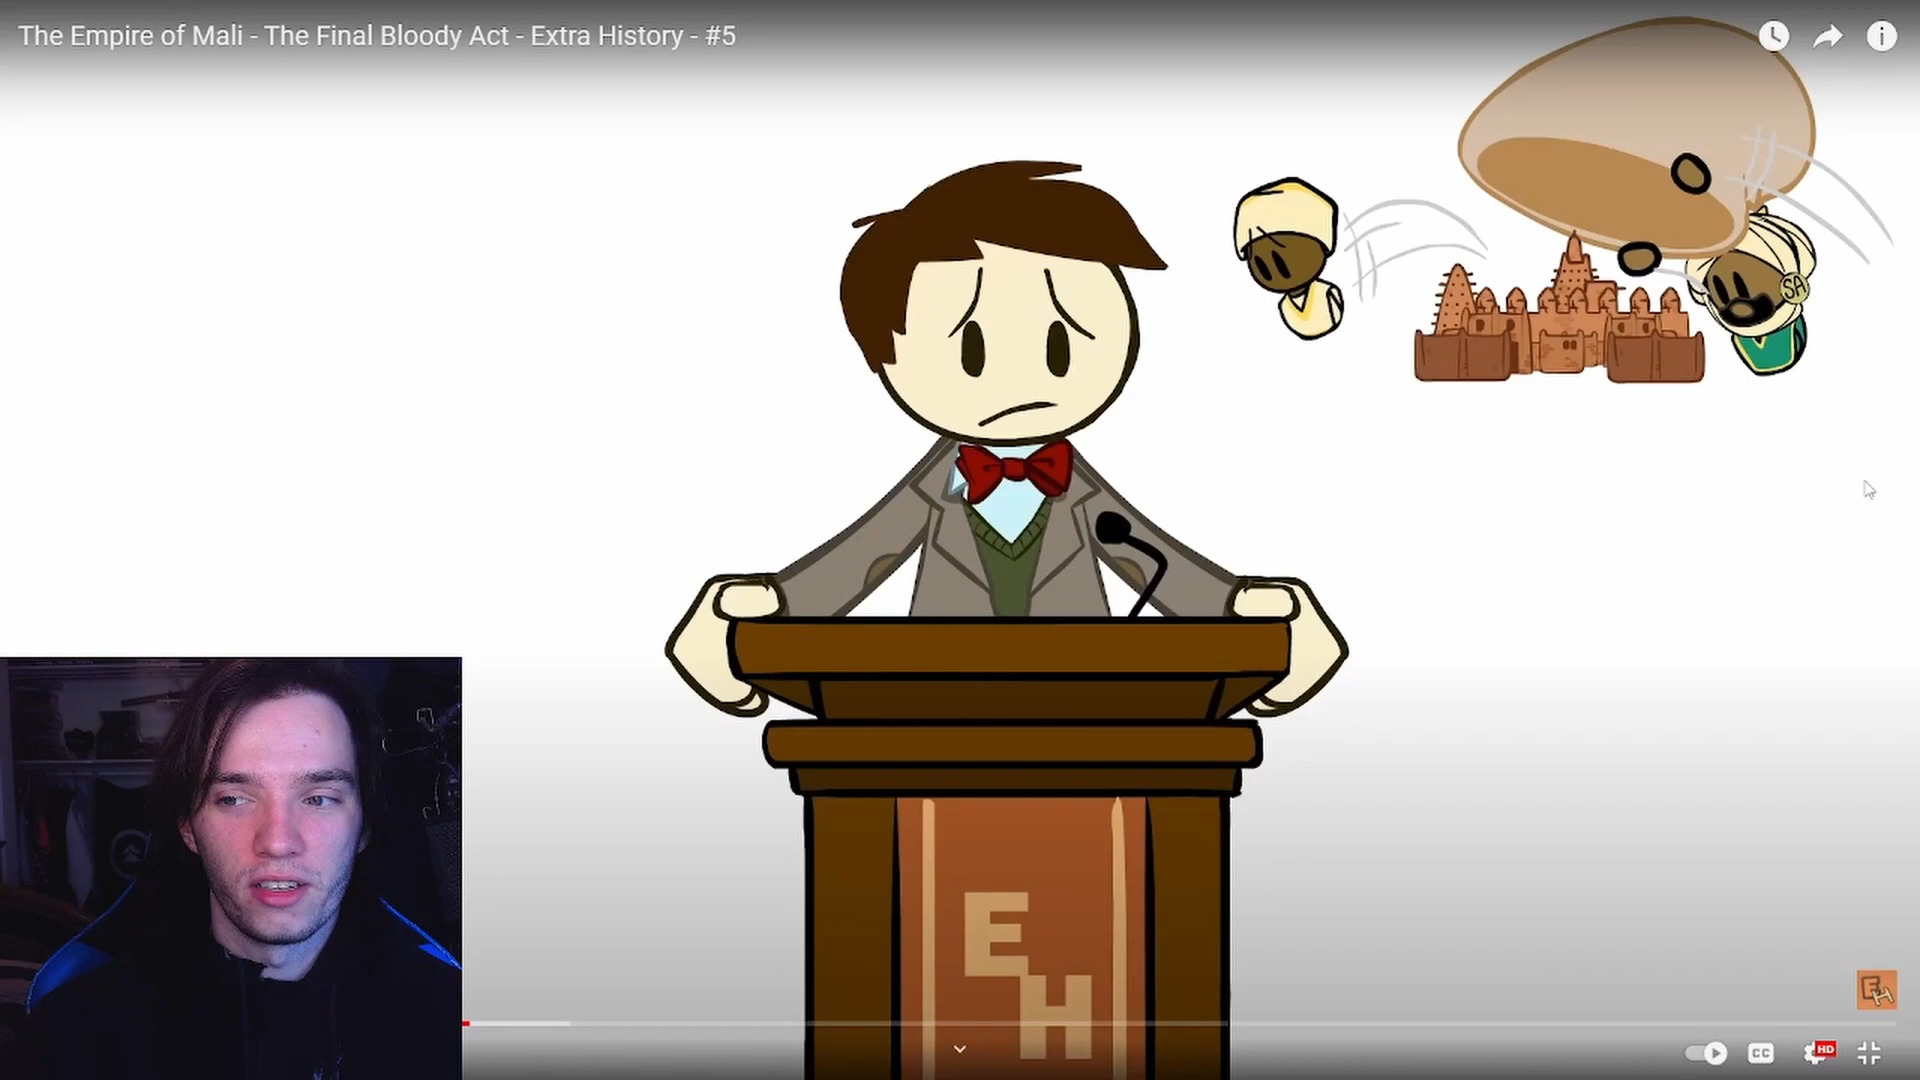 The Empire of Mali - The Final Bloody Act - Extra History - #5
SA
E
H
EH
CC
HD